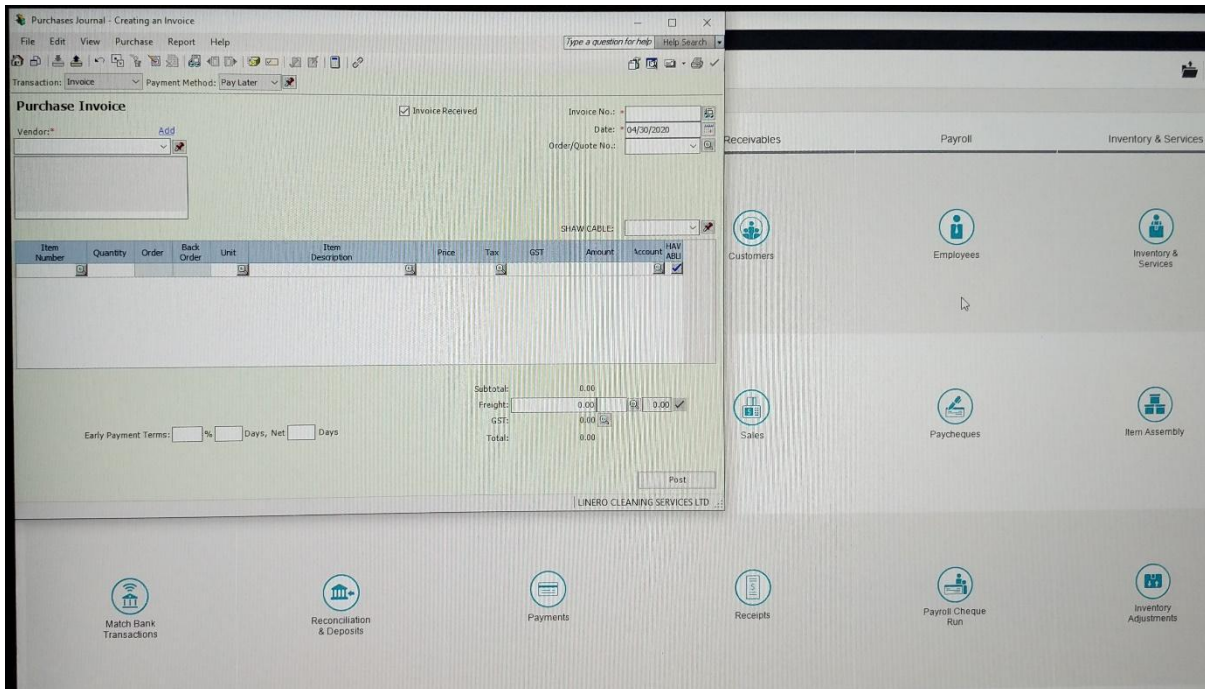 Purchases Journal - Creating an Invoice
File Edit View Purchase Report Help
Type a question for help Help Search
Transaction: Invoice Payment Method: Pay Later
Purchase Invoice
Invoice Received
Invoice No.: *
Vendor:* Add
Date: * 04/30/2020
Order/Quote No.:
SHAW CABLE:
Item Number Quantity Order Back Order Unit Item Description Price Tax GST Amount Account HAV ABLI
Subtotal: 0.00
Freight: 0.00 0.00
GST: 0.00
Total: 0.00
Early Payment Terms: % Days, Net Days
Post
LINERO CLEANING SERVICES LTD
Receivables Payroll Inventory & Services
Customers Employees Inventory & Services
Sales Paycheques Item Assembly
Match Bank Transactions
Reconciliation & Deposits
Payments
Receipts
Payroll Cheque Run
Inventory Adjustments